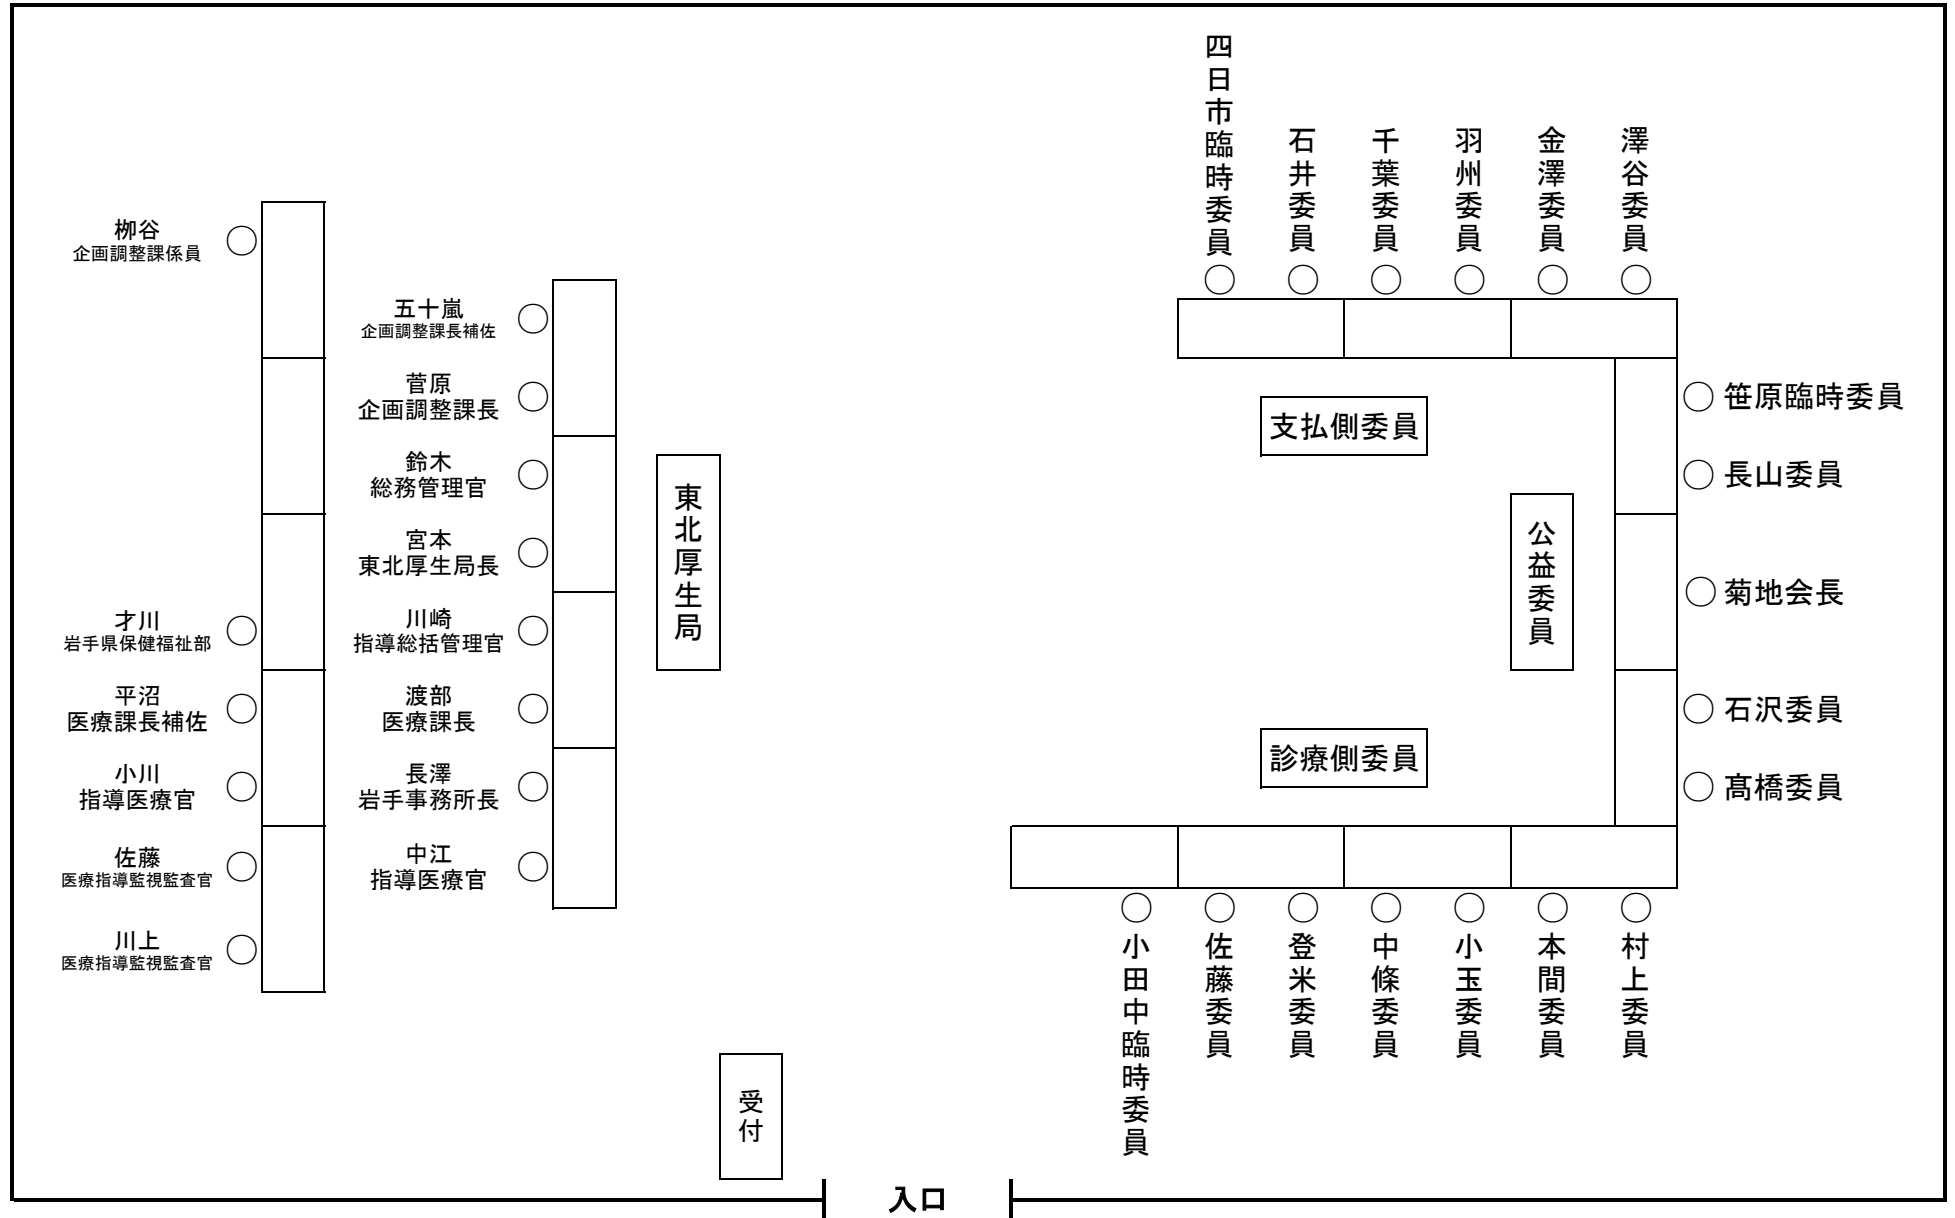 四日市臨時委員
石井委員
千葉委員
羽州委員
金澤委員
澤谷委員
栁谷
企画調整課係員
五十嵐
企画調整課長補佐
菅原
企画調整課長
鈴木
総務管理官
宮本
東北厚生局長
川崎
指導総括管理官
渡部
医療課長
長澤
岩手事務所長
中江
指導医療官
才川
岩手県保健福祉部
平沼
医療課長補佐
小川
指導医療官
佐藤
医療指導監視監査官
川上
医療指導監視監査官
東北厚生局
支払側委員
公益委員
診療側委員
笹原臨時委員
長山委員
菊地会長
石沢委員
髙橋委員
小田中臨時委員
佐藤委員
登米委員
中條委員
小玉委員
本間委員
村上委員
受付
入口